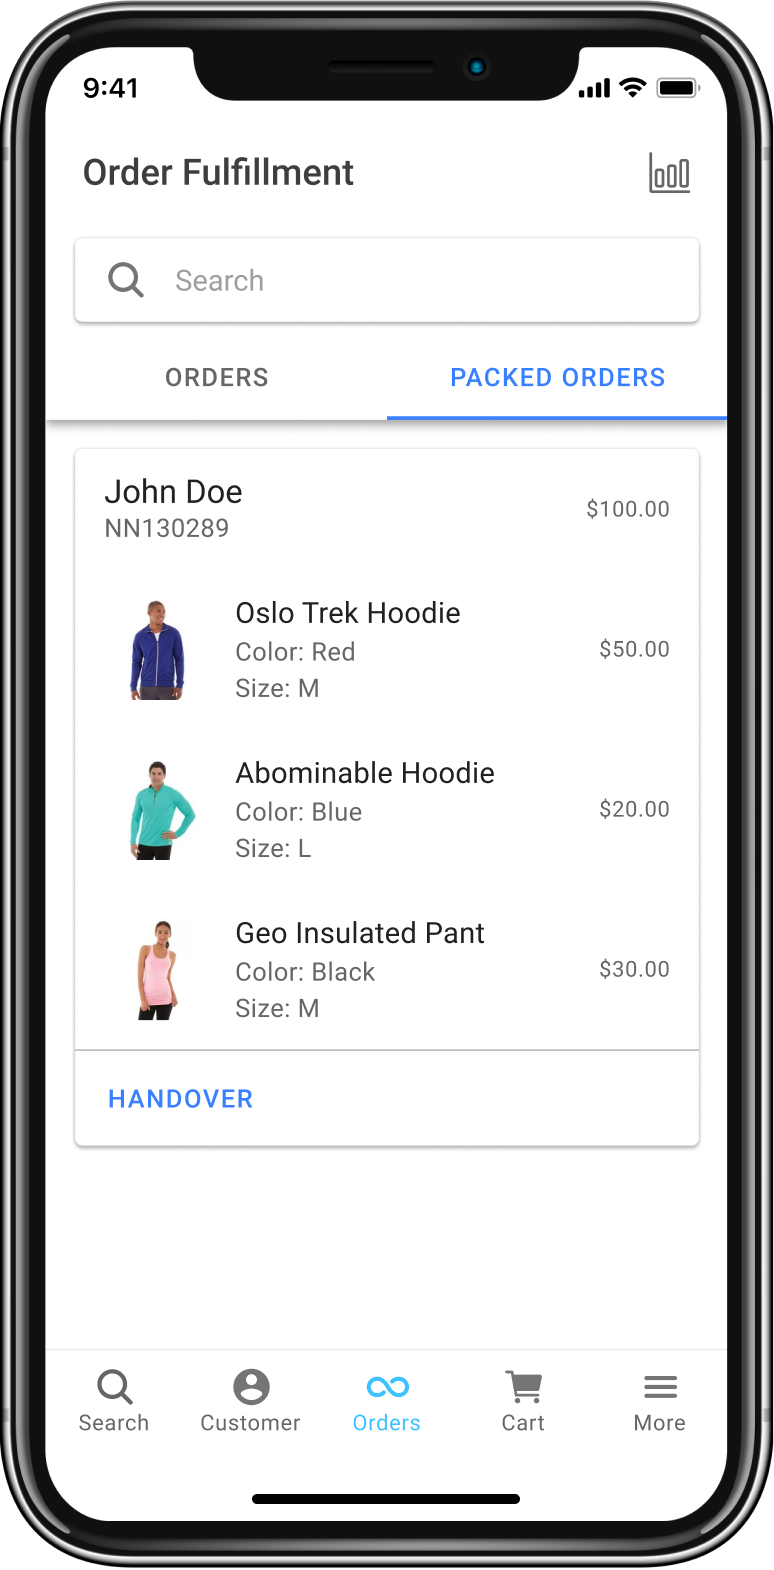 9:41
Order Fulfillment
Search
ORDERS
PACKED ORDERS
John Doe
NN130289
$100.00
Oslo Trek Hoodie
Color: Red
Size: M
$50.00
Abominable Hoodie
Color: Blue
Size: L
$20.00
Geo Insulated Pant
Color: Black
Size: M
$30.00
HANDOVER
Search
Customer
Orders
Cart
More